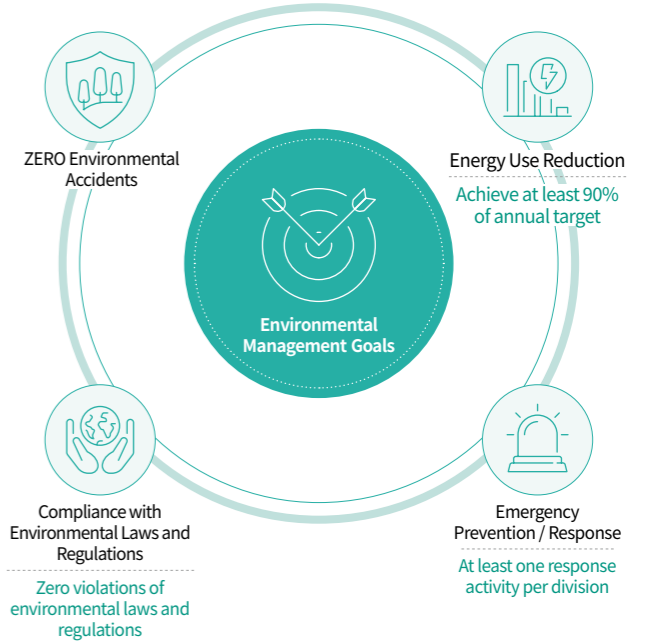 ZERO Environmental
Accidents
Energy Use Reduction
Achieve at least 90%
of annual target
Environmental
Management Goals
Compliance with
Environmental Laws and
Regulations
Zero violations of
environmental laws and
regulations
Emergency
Prevention / Response
At least one response
activity per division